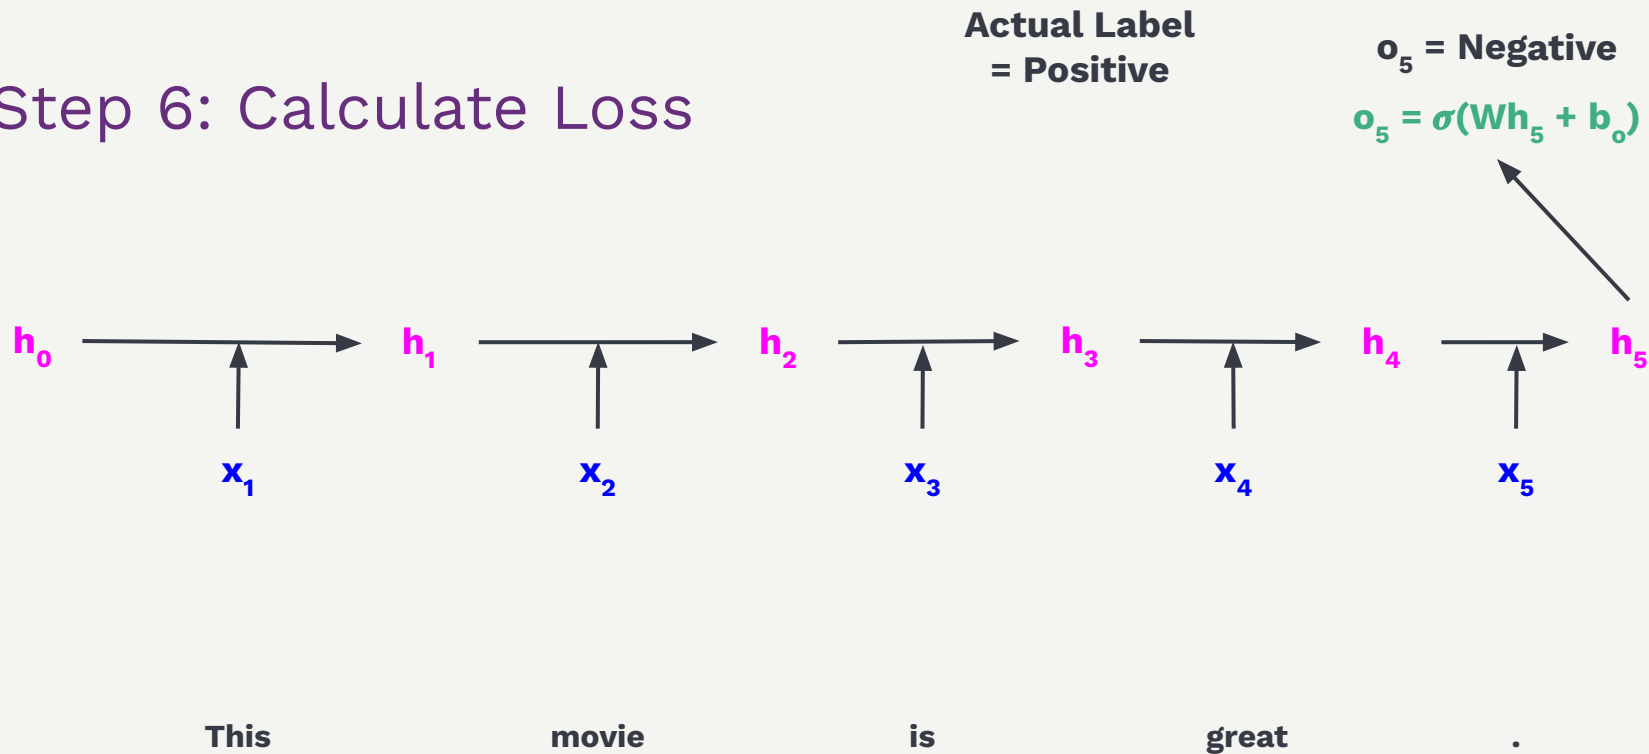 Actual Label
= Positive
o₅ = Negative
Step 6: Calculate Loss
o₅ = σ(Wh₅ + bₒ)
h₀ h₁ h₂ h₃ h₄ h₅
x₁ x₂ x₃ x₄ x₅
This movie is great .